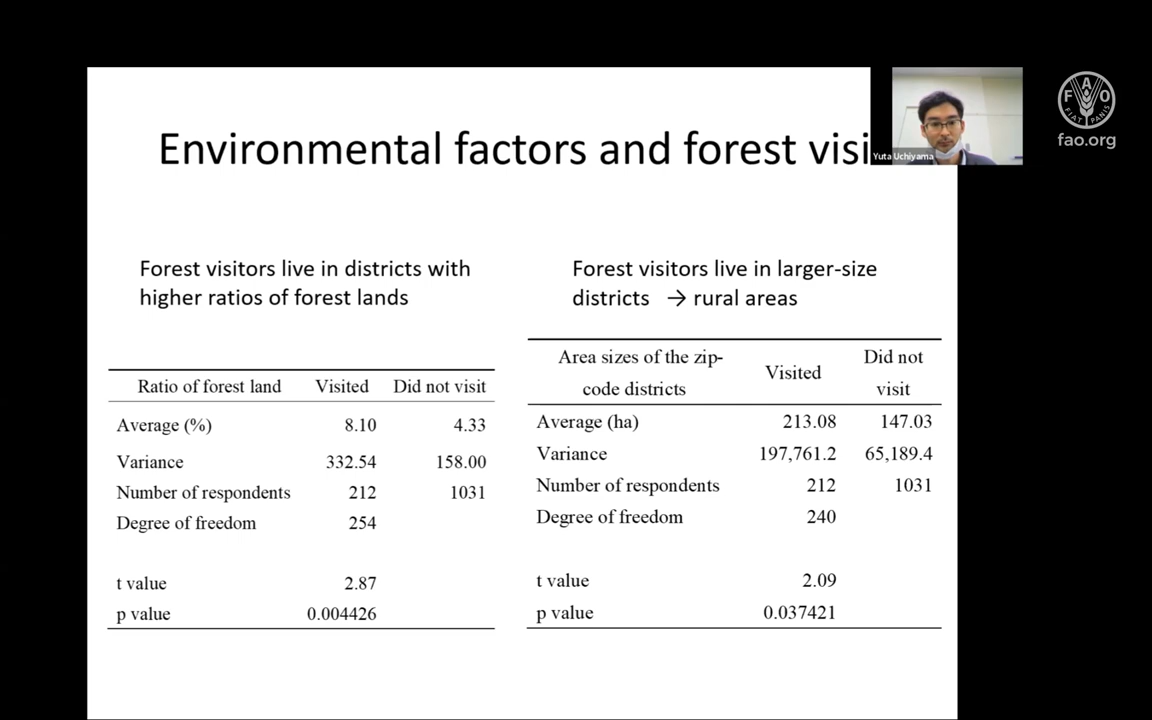 Environmental factors and forest visi
Yuta Uchiyama
FAO
FIAT PANIS
fao.org
Forest visitors live in districts with
higher ratios of forest lands
Ratio of forest land Visited Did not visit
Average (%) 8.10 4.33
Variance 332.54 158.00
Number of respondents 212 1031
Degree of freedom 254
t value 2.87
p value 0.004426
Forest visitors live in larger-size
districts → rural areas
Area sizes of the zip-
code districts
Visited
Did not
visit
Average (ha) 213.08 147.03
Variance 197,761.2 65,189.4
Number of respondents 212 1031
Degree of freedom 240
t value 2.09
p value 0.037421